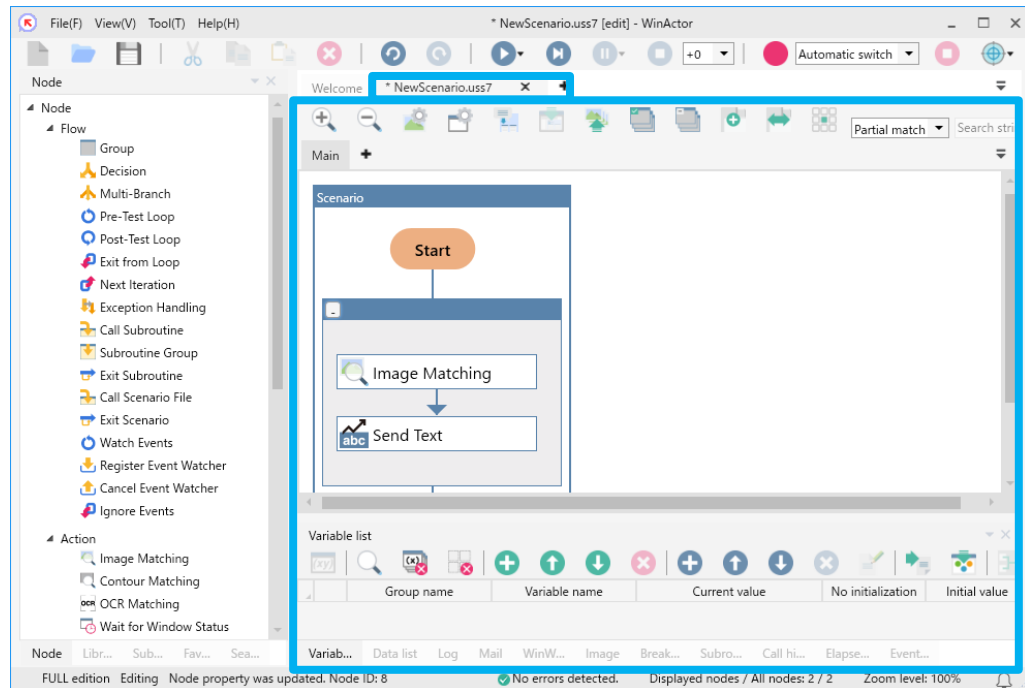 File(F) View(V) Tool(T) Help(H) * NewScenario.uss7 [edit] - WinActor
+0 Automatic switch
Node
Welcome * NewScenario.uss7
Node
Flow
Group
Decision
Multi-Branch
Pre-Test Loop
Post-Test Loop
Exit from Loop
Next Iteration
Exception Handling
Call Subroutine
Subroutine Group
Exit Subroutine
Call Scenario File
Exit Scenario
Watch Events
Register Event Watcher
Cancel Event Watcher
Ignore Events
Action
Image Matching
Contour Matching
OCR OCR Matching
Wait for Window Status
Node Libr... Sub... Fav... Sea...
Partial match Search stri
Main
Scenario
Start
Image Matching
abc Send Text
Variable list
Group name Variable name Current value No initialization Initial value
Variab... Data list Log Mail WinW... Image Break... Subro... Call hi... Elapse... Event...
FULL edition Editing Node property was updated. Node ID: 8 No errors detected. Displayed nodes / All nodes: 2 / 2 Zoom level: 100%